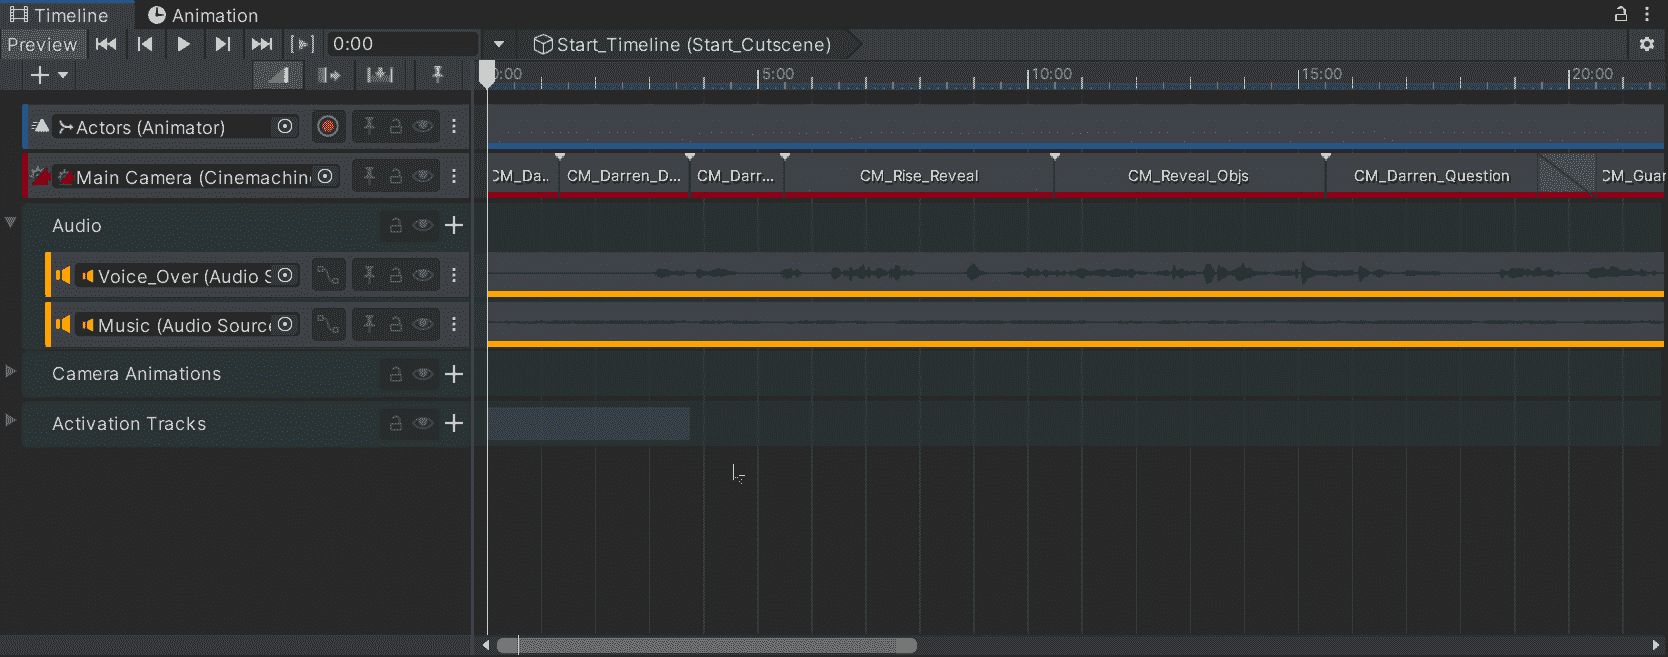 Timeline Animation
Preview 0:00 Start_Timeline (Start_Cutscene)
0:00 5:00 10:00 15:00 20:00
Actors (Animator)
Main Camera (Cinemachin
CM_Da.. CM_Darren_D... CM_Darr... CM_Rise_Reveal CM_Reveal_Objs CM_Darren_Question CM_Guar
Audio
Voice_Over (Audio S
Music (Audio Source
Camera Animations
Activation Tracks